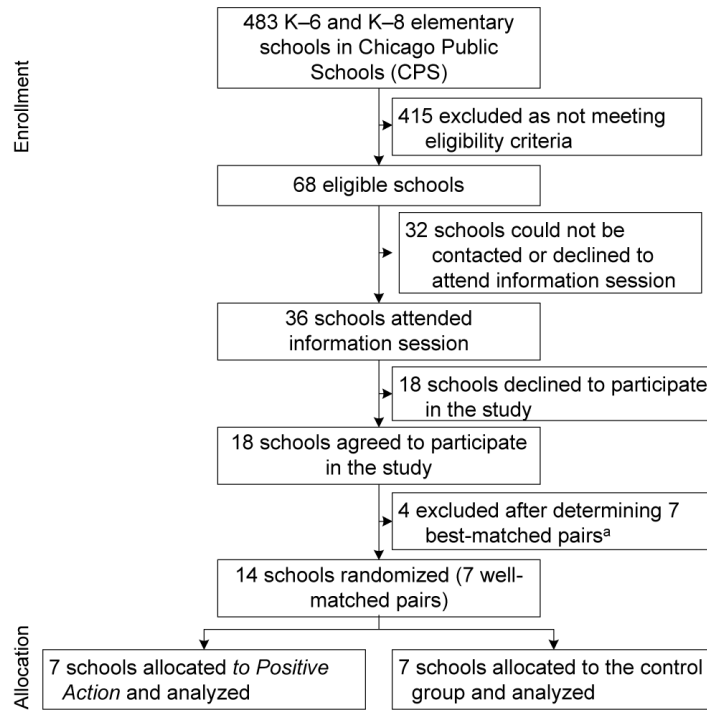 Enrollment
483 K–6 and K–8 elementary
schools in Chicago Public
Schools (CPS)
415 excluded as not meeting
eligibility criteria
68 eligible schools
32 schools could not be
contacted or declined to
attend information session
36 schools attended
information session
18 schools declined to participate
in the study
18 schools agreed to participate
in the study
4 excluded after determining 7
best-matched pairsᵃ
14 schools randomized (7 well-
matched pairs)
Allocation
7 schools allocated to Positive
Action and analyzed
7 schools allocated to the control
group and analyzed